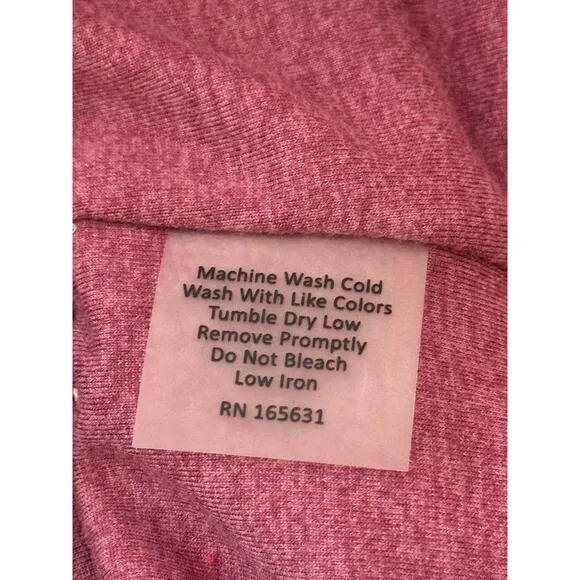 Machine Wash Cold
Wash With Like Colors
Tumble Dry Low
Remove Promptly
Do Not Bleach
Low Iron
RN 165631